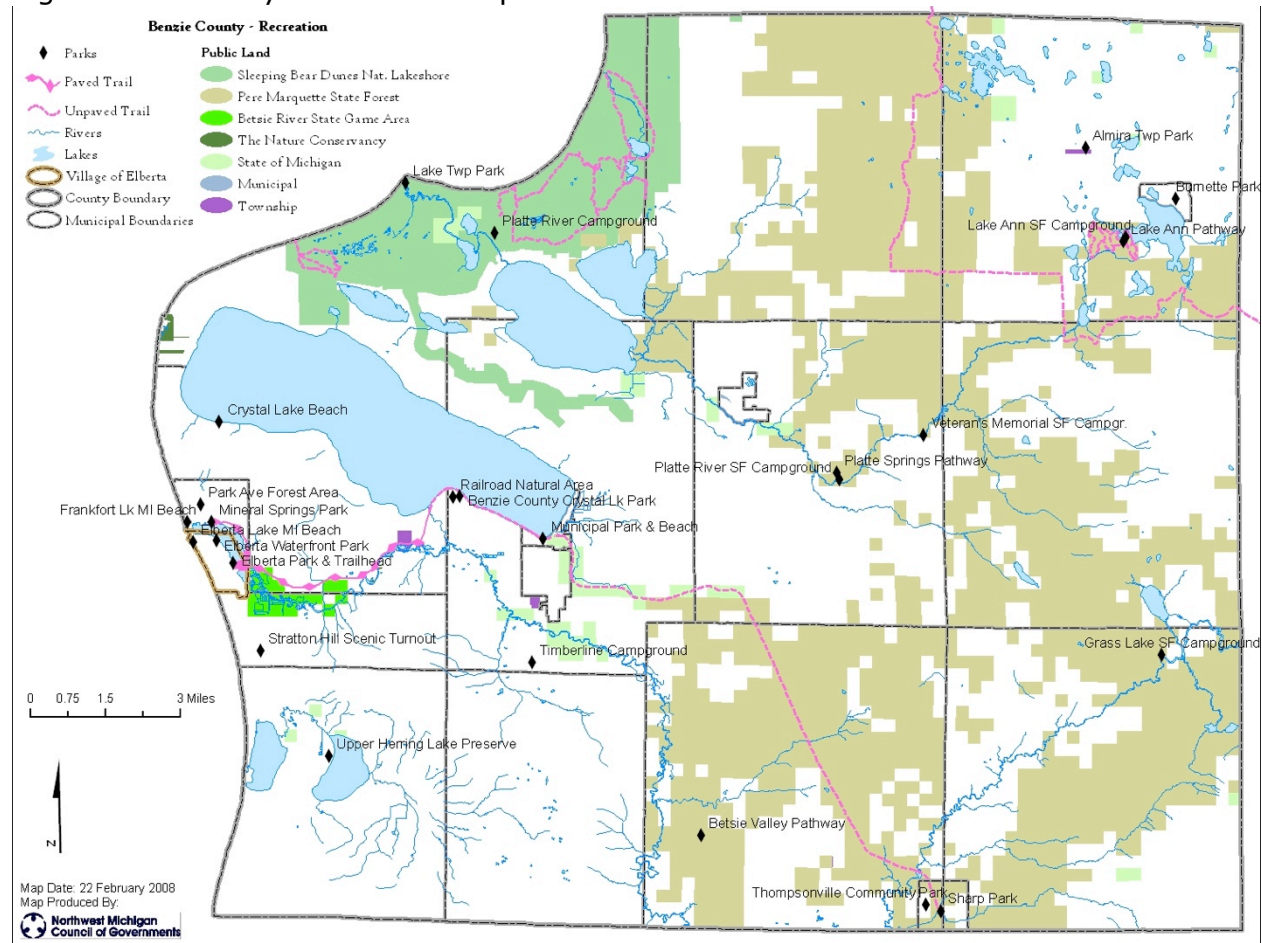 Benzie County - Recreation
Parks
Paved Trail
Unpaved Trail
Rivers
Lakes
Village of Elberta
County Boundary
Municipal Boundaries
Public Land
Sleeping Bear Dunes Nat. Lakeshore
Pere Marquette State Forest
Betsie River State Game Area
The Nature Conservancy
State of Michigan
Municipal
Township
Lake Twp Park
Platte River Campground
Almira Twp Park
Burnette Park
Lake Ann SF Campground
Lake Ann Pathway
Crystal Lake Beach
Veteran's Memorial SF Campgr.
Platte River SF Campground
Platte Springs Pathway
Railroad Natural Area
Benzie County Crystal Lk Park
Municipal Park & Beach
Park Ave Forest Area
Frankfort Lk MI Beach
Mineral Springs Park
Elberta Lake MI Beach
Elberta Waterfront Park
Elberta Park & Trailhead
Stratton Hill Scenic Turnout
Timberline Campground
Grass Lake SF Campground
Upper Herring Lake Preserve
Betsie Valley Pathway
Thompsonville Community Park
Sharp Park
0 0.75 1.5 3 Miles
N
Map Date: 22 February 2008
Map Produced By:
Northwest Michigan
Council of Governments